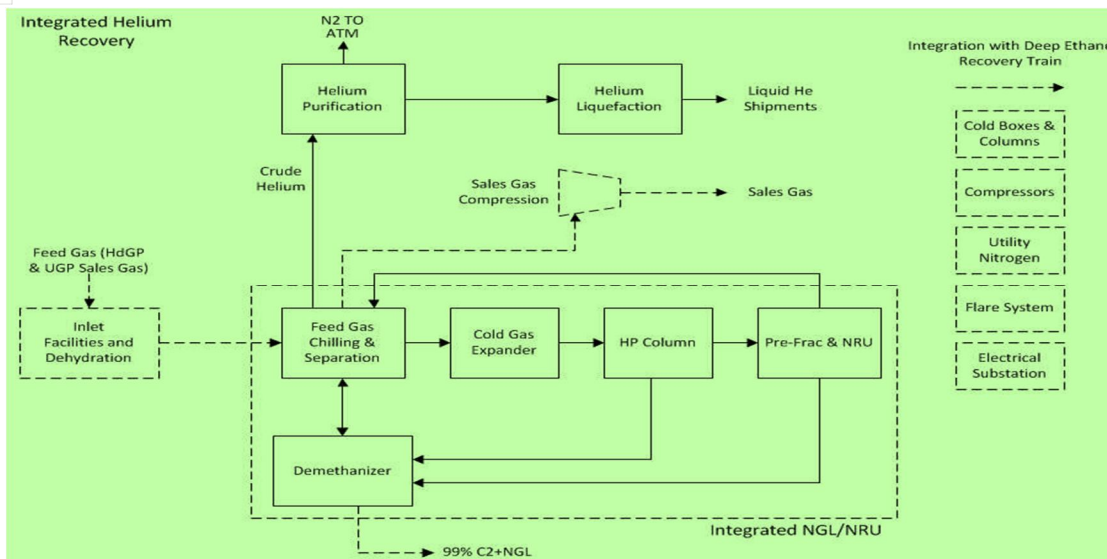 Integrated Helium
Recovery
N2 TO
ATM
Helium
Purification
Helium
Liquefaction
Liquid He
Shipments
Crude
Helium
Sales Gas
Compression
Sales Gas
Feed Gas (HdGP
& UGP Sales Gas)
Inlet
Facilities and
Dehydration
Feed Gas
Chilling &
Separation
Cold Gas
Expander
HP Column
Pre-Frac & NRU
Demethanizer
Integrated NGL/NRU
99% C2+NGL
Integration with Deep Ethane
Recovery Train
Cold Boxes &
Columns
Compressors
Utility
Nitrogen
Flare System
Electrical
Substation